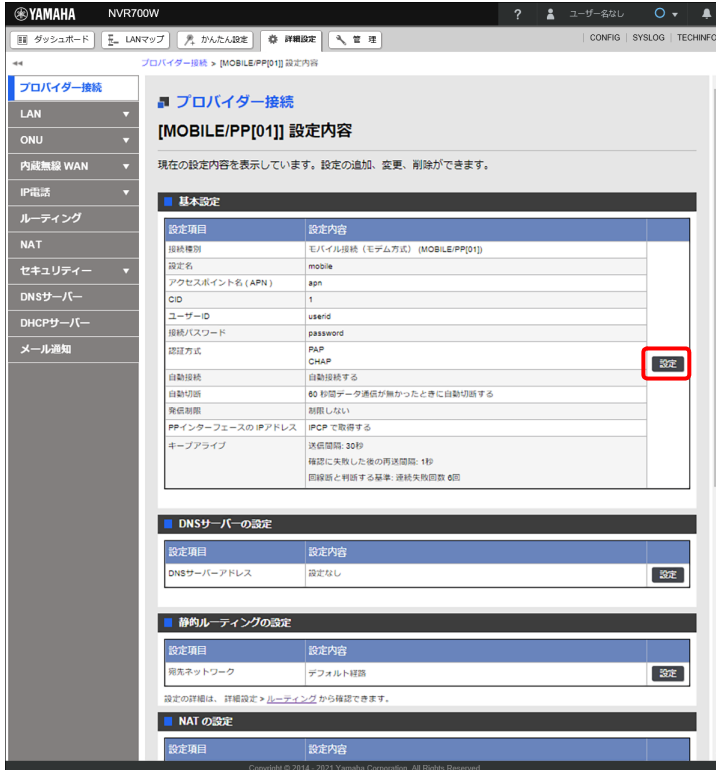 YAMAHA NVR700W ? ユーザー名なし
ダッシュボード LANマップ かんたん設定 詳細設定 管 理 CONFIG SYSLOG TECHINFO
プロバイダー接続 > [MOBILE/PP[01]] 設定内容
プロバイダー接続
LAN
ONU
内蔵無線 WAN
IP電話
ルーティング
NAT
セキュリティー
DNSサーバー
DHCPサーバー
メール通知
プロバイダー接続
[MOBILE/PP[01]] 設定内容
現在の設定内容を表示しています。設定の追加、変更、削除ができます。
基本設定
設定項目 設定内容
接続種別 モバイル接続（モデム方式） (MOBILE/PP[01])
設定名 mobile
アクセスポイント名 ( APN ) apn
CID 1
ユーザーID userid
接続パスワード password
認証方式 PAP
CHAP
設定
自動接続 自動接続する
自動切断 60 秒間データ通信が無かったときに自動切断する
発信制限 制限しない
PPインターフェースの IPアドレス IPCP で取得する
キープアライブ 送信間隔: 30秒
確認に失敗した後の再送間隔: 1秒
回線断と判断する基準: 連続失敗回数 6回
DNSサーバーの設定
設定項目 設定内容
DNSサーバーアドレス 設定なし 設定
静的ルーティングの設定
設定項目 設定内容
宛先ネットワーク デフォルト経路 設定
設定の詳細は、 詳細設定 > ルーティング から確認できます。
NAT の設定
設定項目 設定内容
Copyright © 2014 - 2021 Yamaha Corporation. All Rights Reserved.